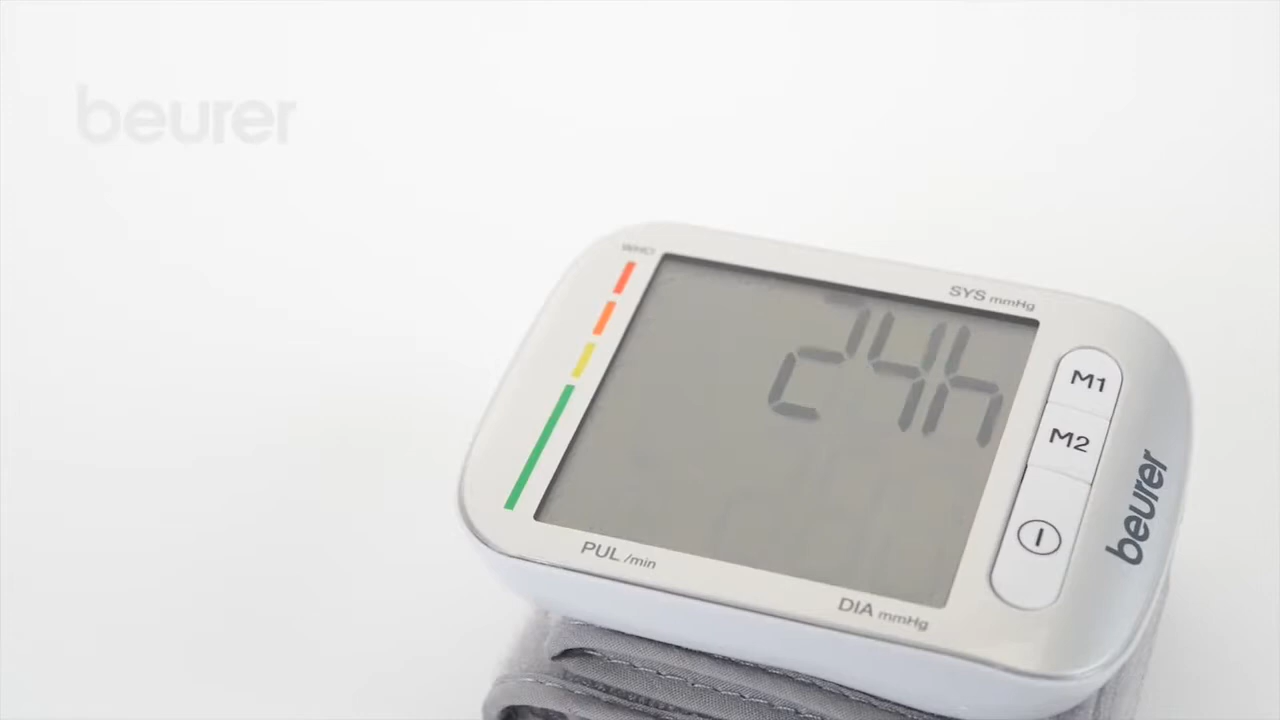 beurer
WHO
SYS mmHg
24h
M1
M2
beurer
PUL /min
DIA mmHg